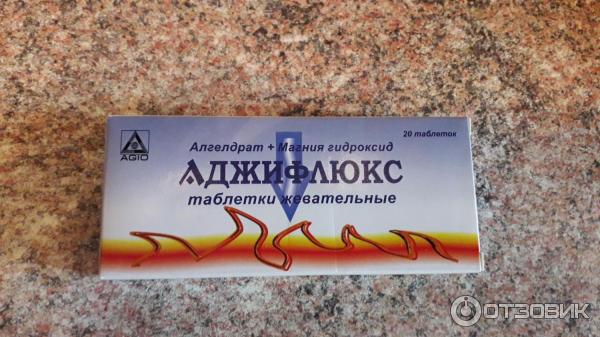 20 таблеток
Алгелдрат + Магния гидроксид
AGIO
АДЖИФЛЮКС
таблетки жевательные
ОТЗОВИК